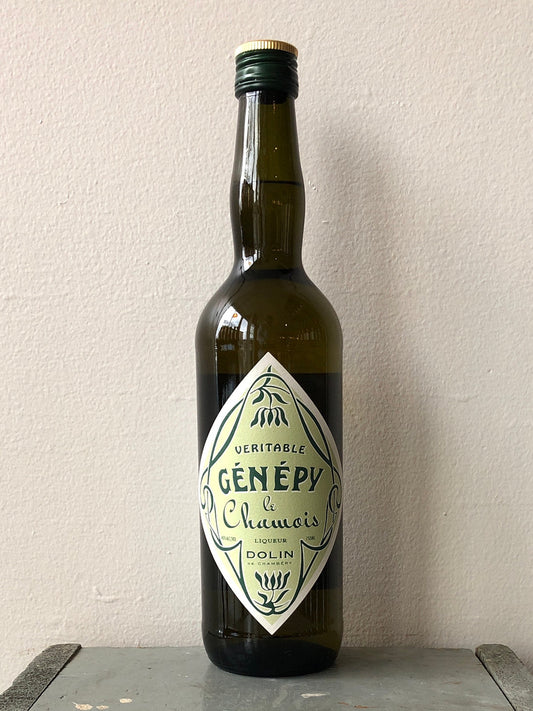 VERITABLE
GÉNÉPY
le
Chamois
LIQUEUR
DOLIN
DE CHAMBÉRY